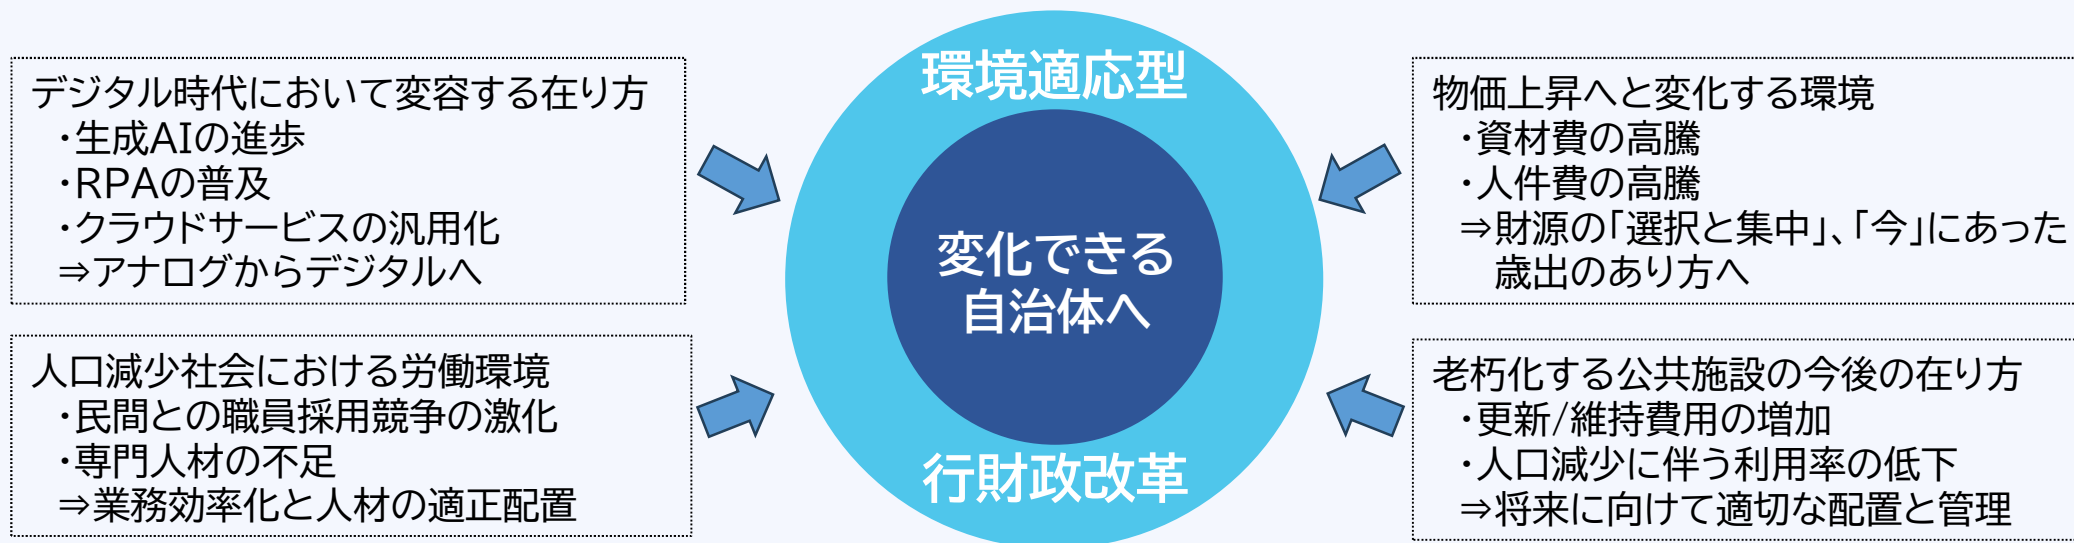 デジタル時代において変容する在り方
・生成AIの進歩
・RPAの普及
・クラウドサービスの汎用化
⇒アナログからデジタルへ
人口減少社会における労働環境
・民間との職員採用競争の激化
・専門人材の不足
⇒業務効率化と人材の適正配置
環境適応型
変化できる
自治体へ
行財政改革
物価上昇へと変化する環境
・資材費の高騰
・人件費の高騰
⇒財源の「選択と集中」、「今」にあった
歳出のあり方へ
老朽化する公共施設の今後の在り方
・更新/維持費用の増加
・人口減少に伴う利用率の低下
⇒将来に向けて適切な配置と管理